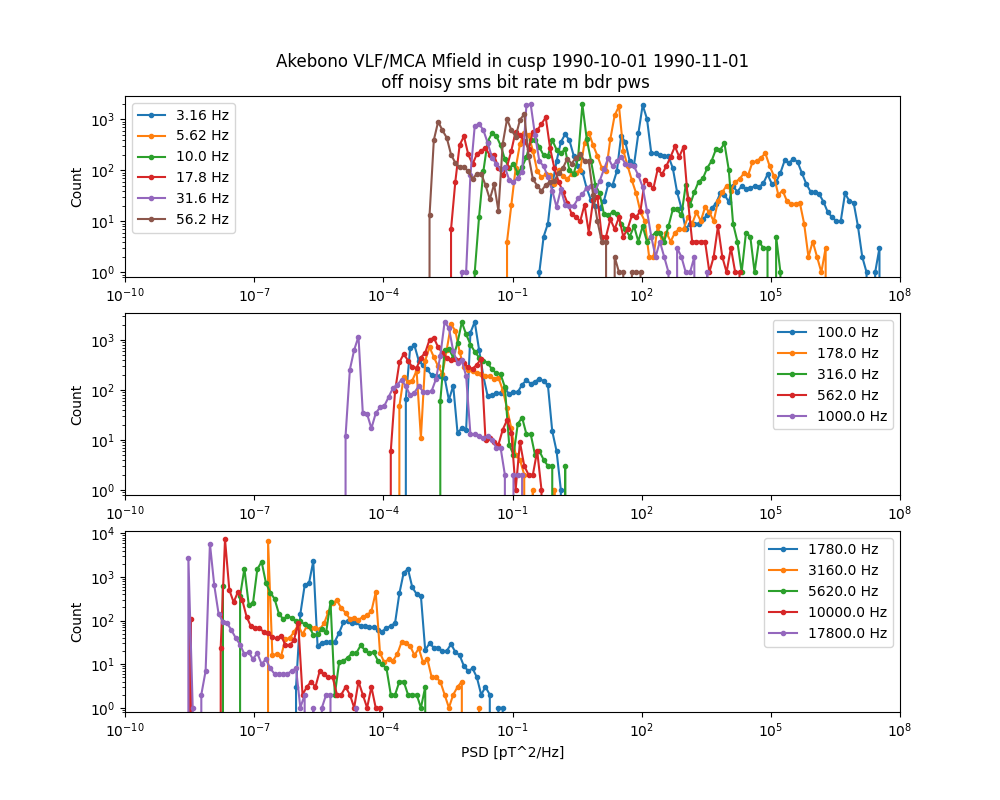 Akebono VLF/MCA Mfield in cusp 1990-10-01 1990-11-01
off noisy sms bit rate m bdr pws
Count
10^3
10^2
10^1
10^0
3.16 Hz
5.62 Hz
10.0 Hz
17.8 Hz
31.6 Hz
56.2 Hz
10^-10 10^-7 10^-4 10^-1 10^2 10^5 10^8
Count
10^3
10^2
10^1
10^0
100.0 Hz
178.0 Hz
316.0 Hz
562.0 Hz
1000.0 Hz
10^-10 10^-7 10^-4 10^-1 10^2 10^5 10^8
Count
10^4
10^3
10^2
10^1
10^0
1780.0 Hz
3160.0 Hz
5620.0 Hz
10000.0 Hz
17800.0 Hz
10^-10 10^-7 10^-4 10^-1 10^2 10^5 10^8
PSD [pT^2/Hz]